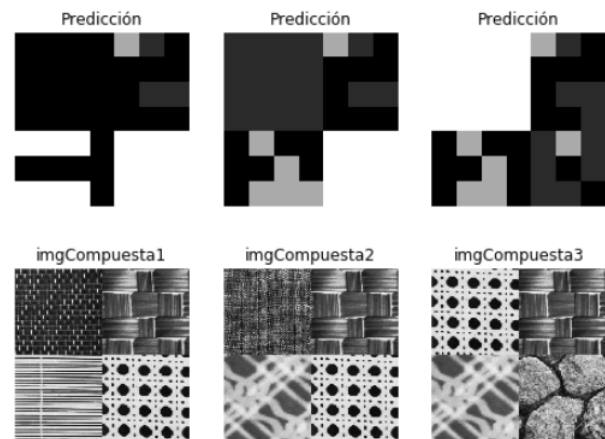 Predicción
Predicción
Predicción
imgCompuesta1
imgCompuesta2
imgCompuesta3